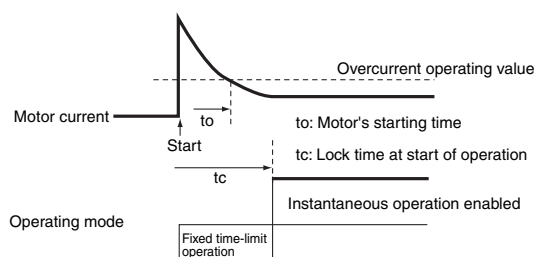 Overcurrent operating value
Motor current
to
to: Motor's starting time
Start
tc: Lock time at start of operation
tc
Instantaneous operation enabled
Operating mode
Fixed time-limit
operation